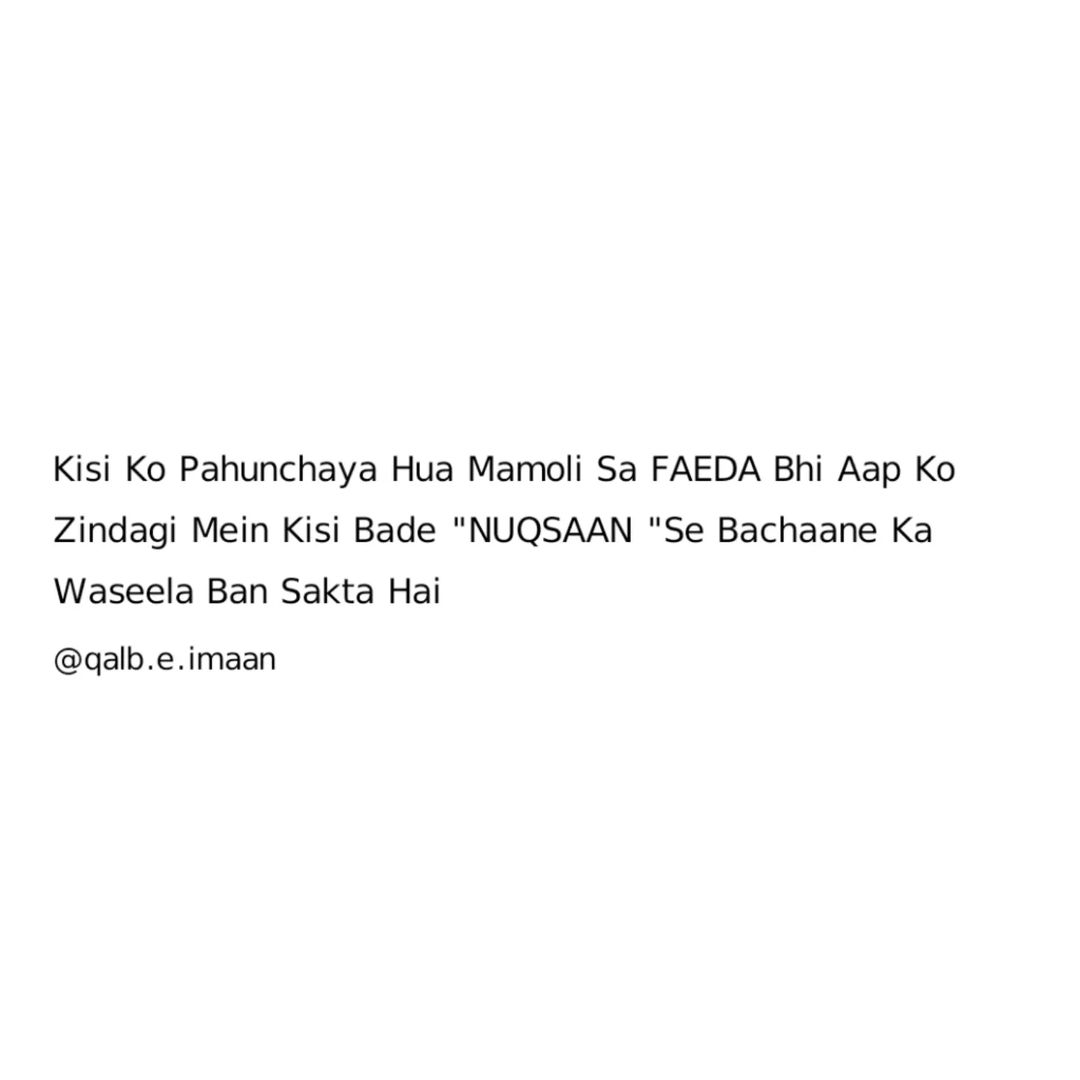 Kisi Ko Pahunchaya Hua Mamoli Sa FAEDA Bhi Aap Ko
Zindagi Mein Kisi Bade "NUQSAAN "Se Bachaane Ka
Waseela Ban Sakta Hai
@qalb.e.imaan